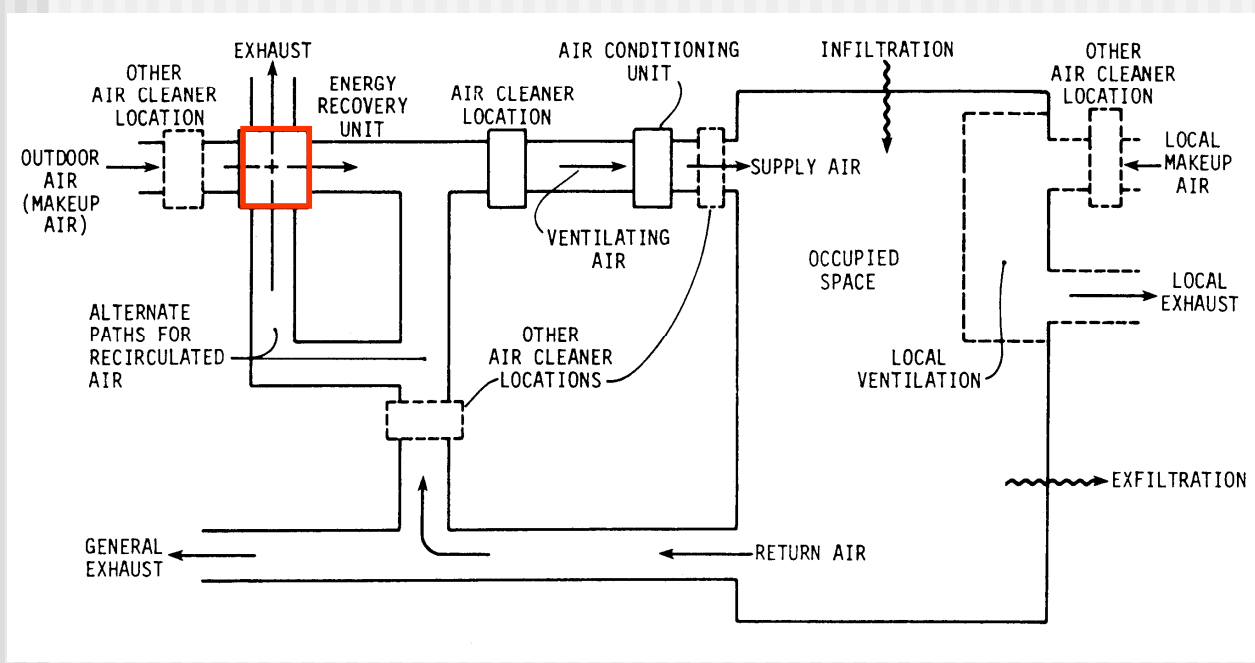 EXHAUST
OTHER
AIR CLEANER
LOCATION
ENERGY
RECOVERY
UNIT
AIR CLEANER
LOCATION
AIR CONDITIONING
UNIT
INFILTRATION
OTHER
AIR CLEANER
LOCATION
OUTDOOR
AIR
(MAKEUP
AIR)
SUPPLY AIR
LOCAL
MAKEUP
AIR
VENTILATING
AIR
OCCUPIED
SPACE
LOCAL
EXHAUST
ALTERNATE
PATHS FOR
RECIRCULATED
AIR
OTHER
AIR CLEANER
LOCATIONS
LOCAL
VENTILATION
EXFILTRATION
GENERAL
EXHAUST
RETURN AIR